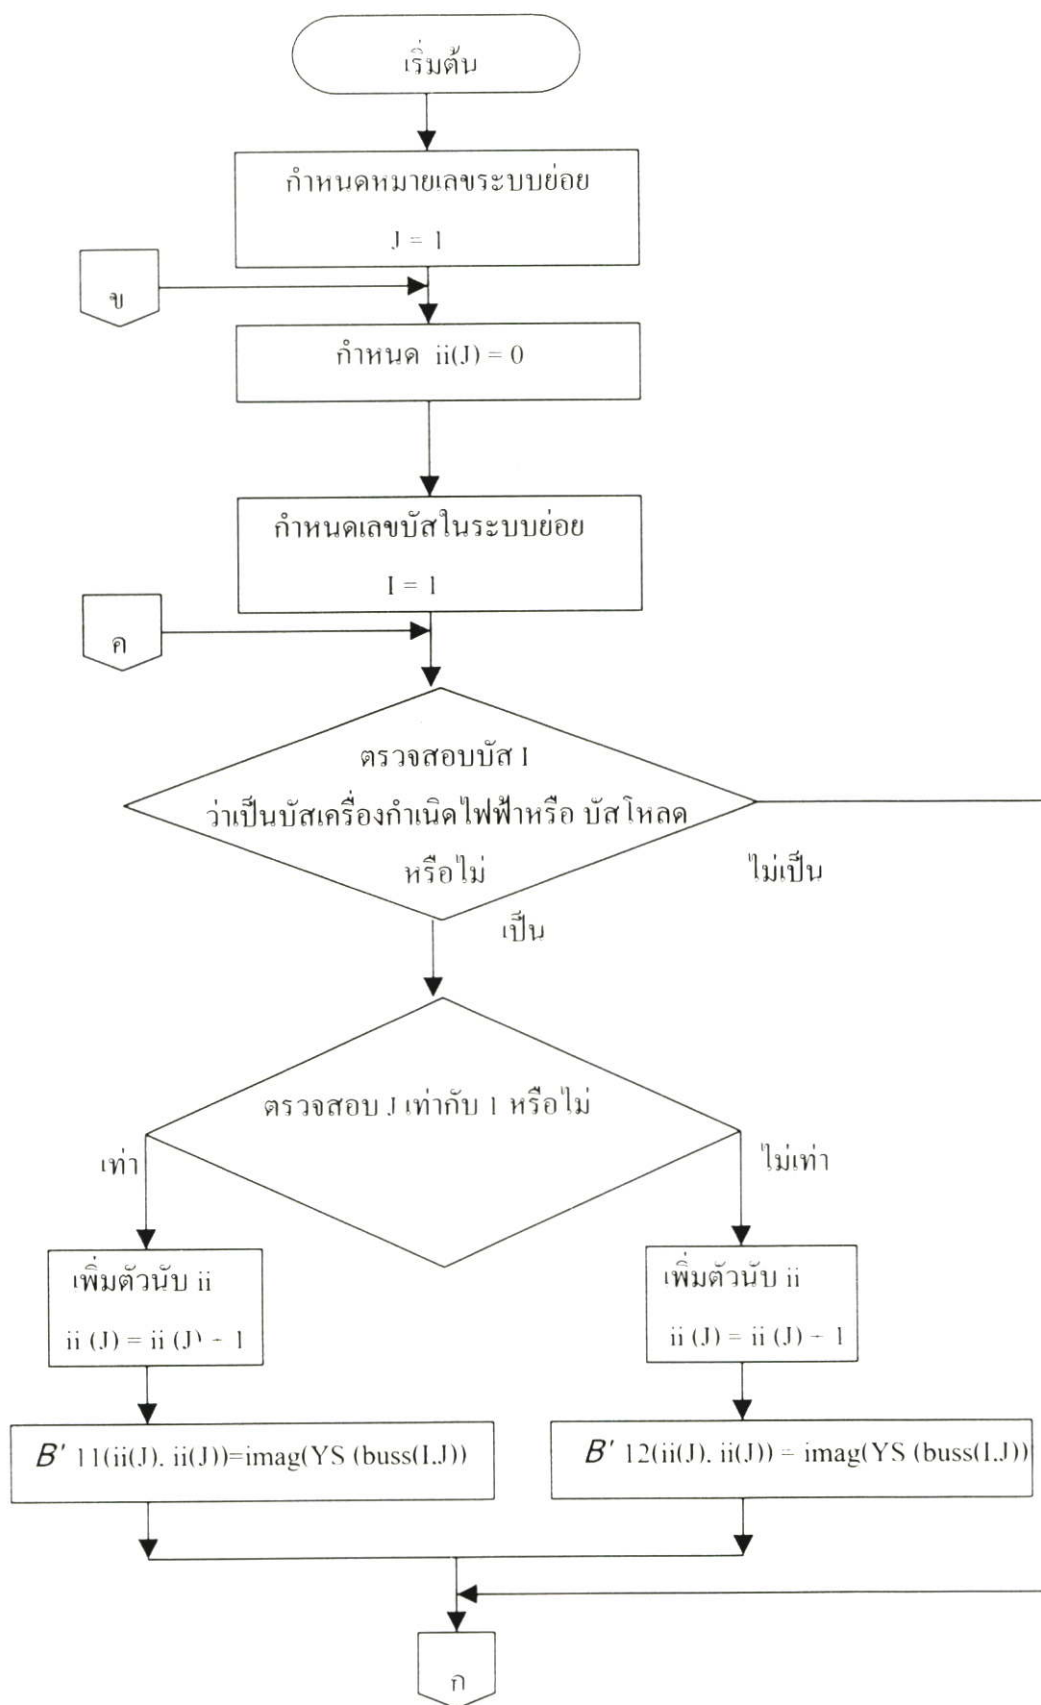 เริ่มต้น
กำหนดหมายเลขระบบย่อย
J = 1
ข
กำหนด ii(J) = 0
กำหนดเลขบัสในระบบย่อย
I = 1
ค
ตรวจสอบบัส I
ว่าเป็นบัสเครื่องกำเนิดไฟฟ้าหรือ บัสโหลด
หรือไม่
ไม่เป็น
เป็น
ตรวจสอบ J เท่ากับ 1 หรือไม่
เท่า
ไม่เท่า
เพิ่มตัวนับ ii
ii (J) = ii (J) - 1
เพิ่มตัวนับ ii
ii (J) = ii (J) - 1
B' 11(ii(J). ii(J))=imag(YS (buss(I.J))
B' 12(ii(J). ii(J)) = imag(YS (buss(I.J))
ก